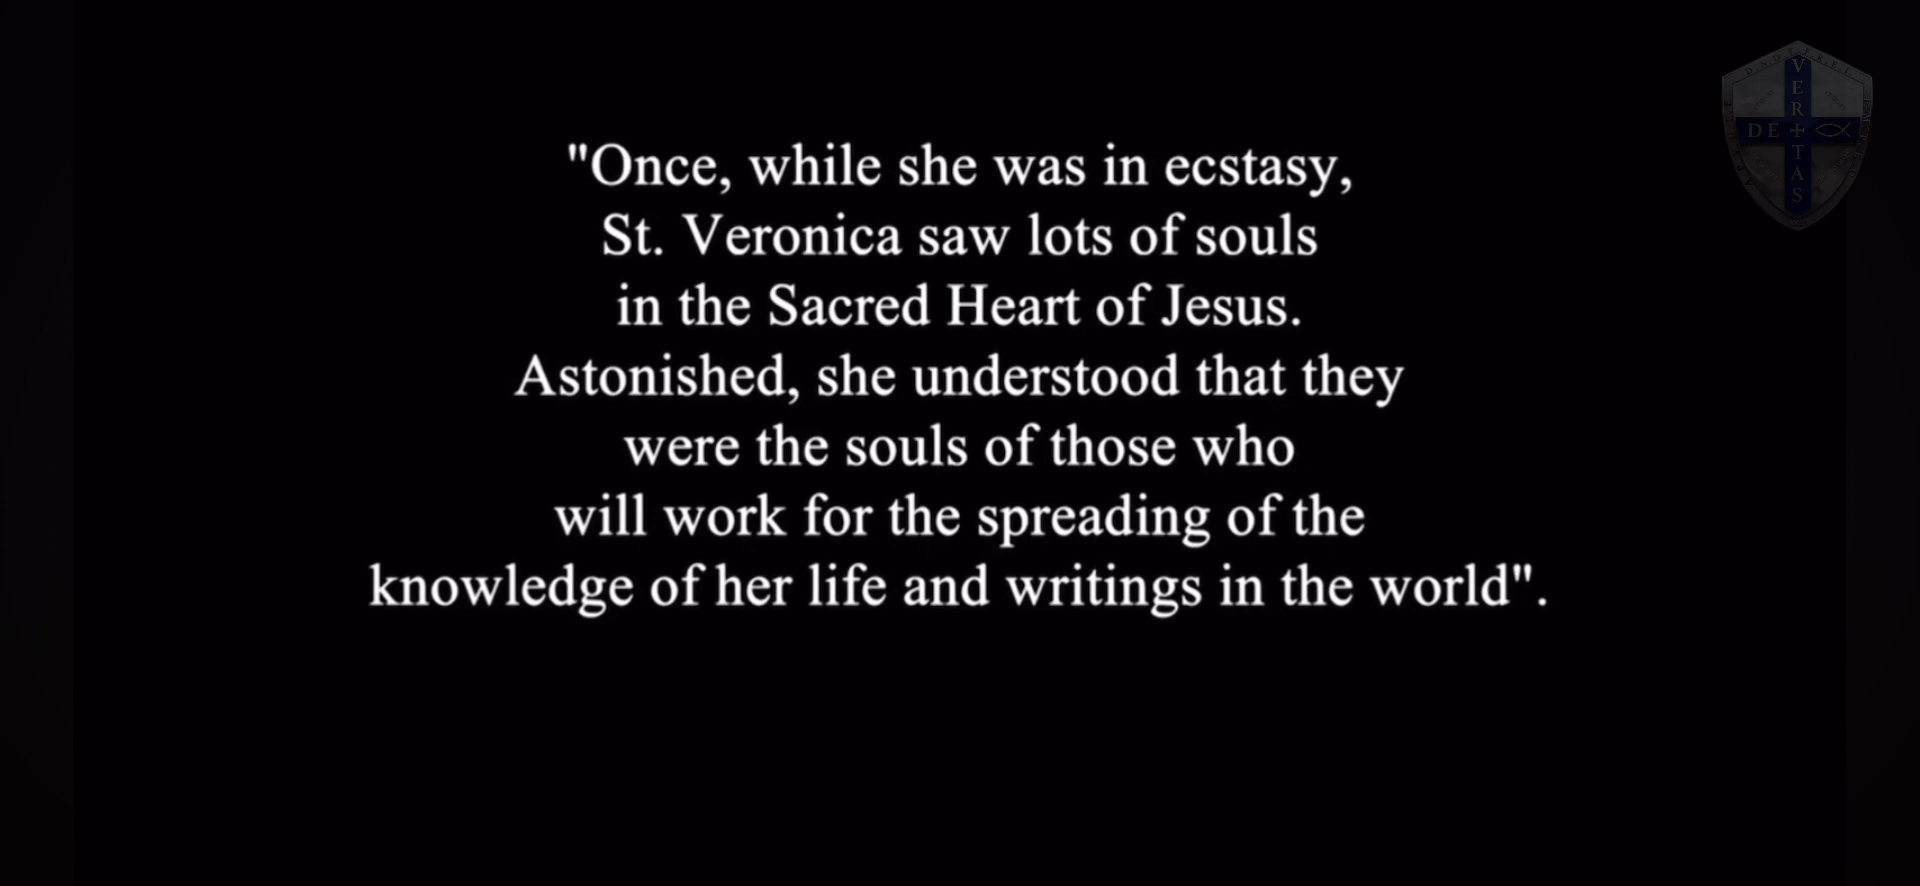 "Once, while she was in ecstasy,
St. Veronica saw lots of souls
in the Sacred Heart of Jesus.
Astonished, she understood that they
were the souls of those who
will work for the spreading of the
knowledge of her life and writings in the world".
VERITAS
DE